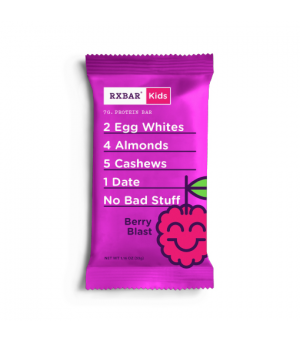 RXBAR® Kids
7G. PROTEIN BAR
2 Egg Whites
4 Almonds
5 Cashews
1 Date
No Bad Stuff
Berry
Blast